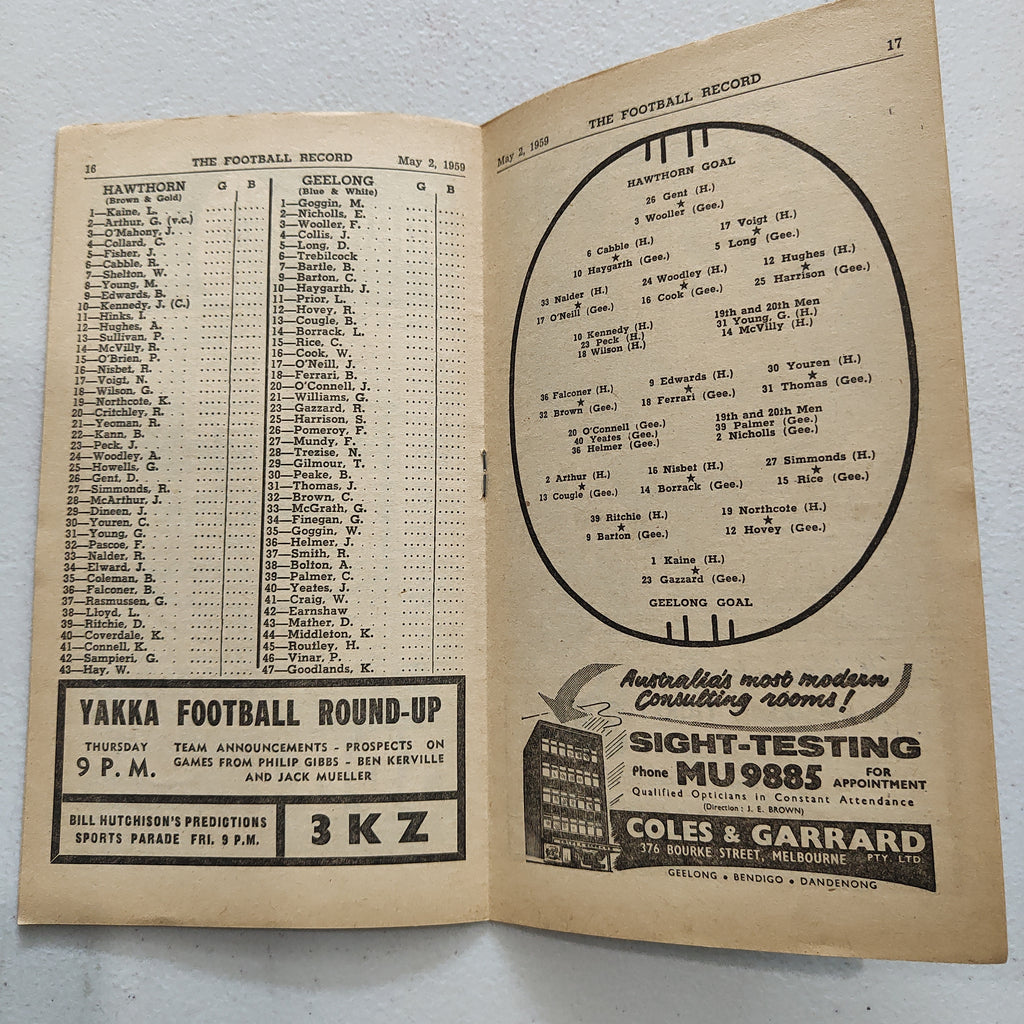 16 THE FOOTBALL RECORD May 2, 1959
HAWTHORN G B
(Brown & Gold)
1—Kaine, L.
2—Arthur, G. (v.c.)
3—O'Mahony, J.
4—Collard, C.
5—Fisher, J.
6—Cabble, R.
7—Shelton, W.
8—Young, M.
9—Edwards, B.
10—Kennedy, J. (C.)
11—Hinks, I.
12—Hughes, A.
13—Sullivan, P.
14—McVilly, R.
15—O'Brien, P.
16—Nisbet, R.
17—Voigt, N.
18—Wilson, G.
19—Northcote, K.
20—Critchley, R.
21—Yeoman, R.
22—Kann, B.
23—Peck, J.
24—Woodley, A.
25—Howells, G.
26—Gent, D.
27—Simmonds, R.
28—McArthur, J.
29—Dineen, J.
30—Youren, C.
31—Young, G.
32—Pascoe, F.
33—Nalder, R.
34—Elward, J.
35—Coleman, B.
36—Falconer, B.
37—Rasmussen, G.
38—Lloyd, L.
39—Ritchie, D.
40—Coverdale, K.
41—Connell, K.
42—Sampieri, G.
43—Hay, W.
GEELONG G B
(Blue & White)
1—Goggin, M.
2—Nicholls, E.
3—Wooller, F.
4—Collis, J.
5—Long, D.
6—Trebilcock
7—Bartle, B.
9—Barton, C.
10—Haygarth, J.
11—Prior, L.
12—Hovey, R.
13—Cougle, B.
14—Borrack, L.
15—Rice, C.
16—Cook, W.
17—O'Neill, J.
18—Ferrari, B.
20—O'Connell, J.
21—Williams, G.
23—Gazzard, R.
25—Harrison, S.
26—Pomeroy, F.
27—Mundy, F.
28—Trezise, N.
29—Gilmour, T.
30—Peake, B.
31—Thomas, J.
32—Brown, C.
33—McGrath, G.
34—Finegan, G.
35—Goggin, W.
36—Helmer, J.
37—Smith, R.
38—Bolton, A.
39—Palmer, C.
40—Yeates, J.
41—Craig, W.
42—Earnshaw
43—Mather, D.
44—Middleton, K.
45—Routley, H.
46—Vinar, P.
47—Goodlands, K.
YAKKA FOOTBALL ROUND-UP
THURSDAY
9 P.M.
TEAM ANNOUNCEMENTS - PROSPECTS ON
GAMES FROM PHILIP GIBBS - BEN KERVILLE
AND JACK MUELLER
BILL HUTCHISON'S PREDICTIONS
SPORTS PARADE FRI. 9 P.M.
3KZ
May 2, 1959 THE FOOTBALL RECORD 17
HAWTHORN GOAL
26 Gent (H.)
3 Wooller (Gee.)
6 Cabble (H.)
10 Haygarth (Gee.)
17 Voigt (H.)
5 Long (Gee.)
33 Nalder (H.)
17 O'Neill (Gee.)
24 Woodley (H.)
16 Cook (Gee.)
12 Hughes (H.)
25 Harrison (Gee.)
10 Kennedy (H.)
23 Peck (H.)
18 Wilson (H.)
19th and 20th Men
31 Young, G. (H.)
14 McVilly (H.)
36 Falconer (H.)
32 Brown (Gee.)
9 Edwards (H.)
18 Ferrari (Gee.)
30 Youren (H.)
31 Thomas (Gee.)
20 O'Connell (Gee.)
40 Yeates (Gee.)
36 Helmer (Gee.)
19th and 20th Men
39 Palmer (Gee.)
2 Nicholls (Gee.)
2 Arthur (H.)
13 Cougle (Gee.)
16 Nisbet (H.)
14 Borrack (Gee.)
27 Simmonds (H.)
15 Rice (Gee.)
39 Ritchie (H.)
9 Barton (Gee.)
19 Northcote (H.)
12 Hovey (Gee.)
1 Kaine (H.)
23 Gazzard (Gee.)
GEELONG GOAL
Australia's most modern
Consulting rooms!
SIGHT-TESTING
Phone MU 9885 FOR APPOINTMENT
Qualified Opticians in Constant Attendance
(Direction: J. E. BROWN)
COLES & GARRARD
376 BOURKE STREET, MELBOURNE PTY. LTD.
GEELONG • BENDIGO • DANDENONG